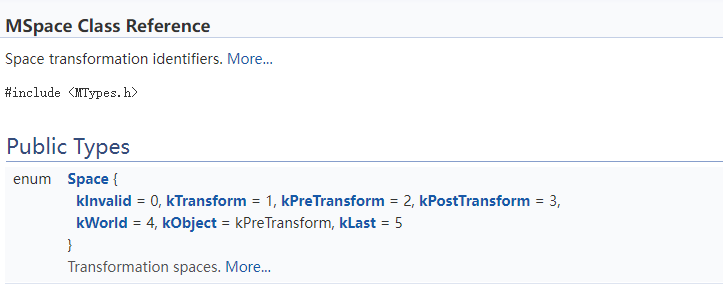 MSpace Class Reference
Space transformation identifiers. More...
#include <MTypes.h>
Public Types
enum Space {
kInvalid = 0, kTransform = 1, kPreTransform = 2, kPostTransform = 3,
kWorld = 4, kObject = kPreTransform, kLast = 5
}
Transformation spaces. More...